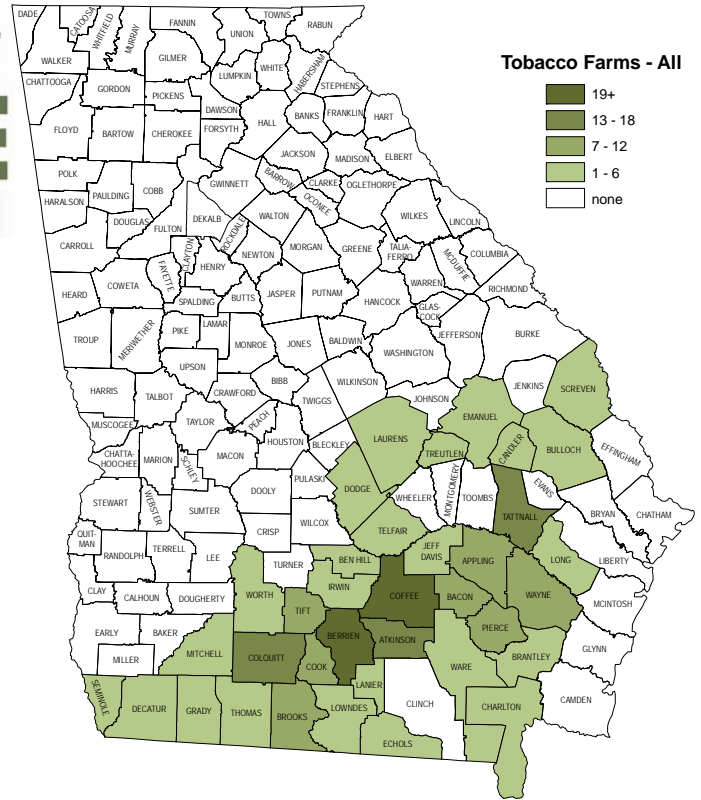 Tobacco Farms - All
19+
13 - 18
7 - 12
1 - 6
none
DADE
CATOOSA
WHITFIELD
MURRAY
FANNIN
UNION
TOWNS
RABUN
WALKER
GILMER
LUMPKIN
WHITE
HABERSHAM
STEPHENS
CHATTOOGA
GORDON
PICKENS
DAWSON
HALL
BANKS
FRANKLIN
HART
FLOYD
BARTOW
CHEROKEE
FORSYTH
JACKSON
MADISON
ELBERT
POLK
PAULDING
COBB
GWINNETT
BARROW
CLARKE
OCONEE
OGLETHORPE
WILKES
LINCOLN
HARALSON
DOUGLAS
FULTON
DEKALB
ROCKDALE
WALTON
NEWTON
MORGAN
GREENE
TALIA-
FERRO
MCDUFFIE
COLUMBIA
CARROLL
FAYETTE
CLAYTON
HENRY
WARREN
RICHMOND
HEARD
COWETA
SPALDING
BUTTS
JASPER
PUTNAM
HANCOCK
GLAS-
COCK
TROUP
MERIWETHER
PIKE
LAMAR
MONROE
JONES
BALDWIN
WASHINGTON
JEFFERSON
BURKE
UPSON
HARRIS
TALBOT
CRAWFORD
BIBB
TWIGGS
WILKINSON
JOHNSON
EMANUEL
JENKINS
SCREVEN
MUSCOGEE
TAYLOR
PEACH
HOUSTON
BLECKLEY
LAURENS
TREUTLEN
CANDLER
BULLOCH
EFFINGHAM
CHATTA-
HOOCHEE
MARION
SCHLEY
MACON
DOOLY
PULASKI
DODGE
WHEELER
MONTGOMERY
TOOMBS
TATTNALL
EVANS
BRYAN
CHATHAM
STEWART
WEBSTER
SUMTER
CRISP
WILCOX
TELFAIR
QUIT-
MAN
RANDOLPH
TERRELL
LEE
TURNER
BEN HILL
JEFF
DAVIS
APPLING
LONG
LIBERTY
CLAY
CALHOUN
DOUGHERTY
WORTH
TIFT
IRWIN
COFFEE
BACON
WAYNE
MCINTOSH
EARLY
BAKER
MITCHELL
COLQUITT
COOK
BERRIEN
ATKINSON
PIERCE
BRANTLEY
GLYNN
MILLER
WARE
SEMINOLE
DECATUR
GRADY
THOMAS
BROOKS
LOWNDES
LANIER
CLINCH
ECHOLS
CHARLTON
CAMDEN